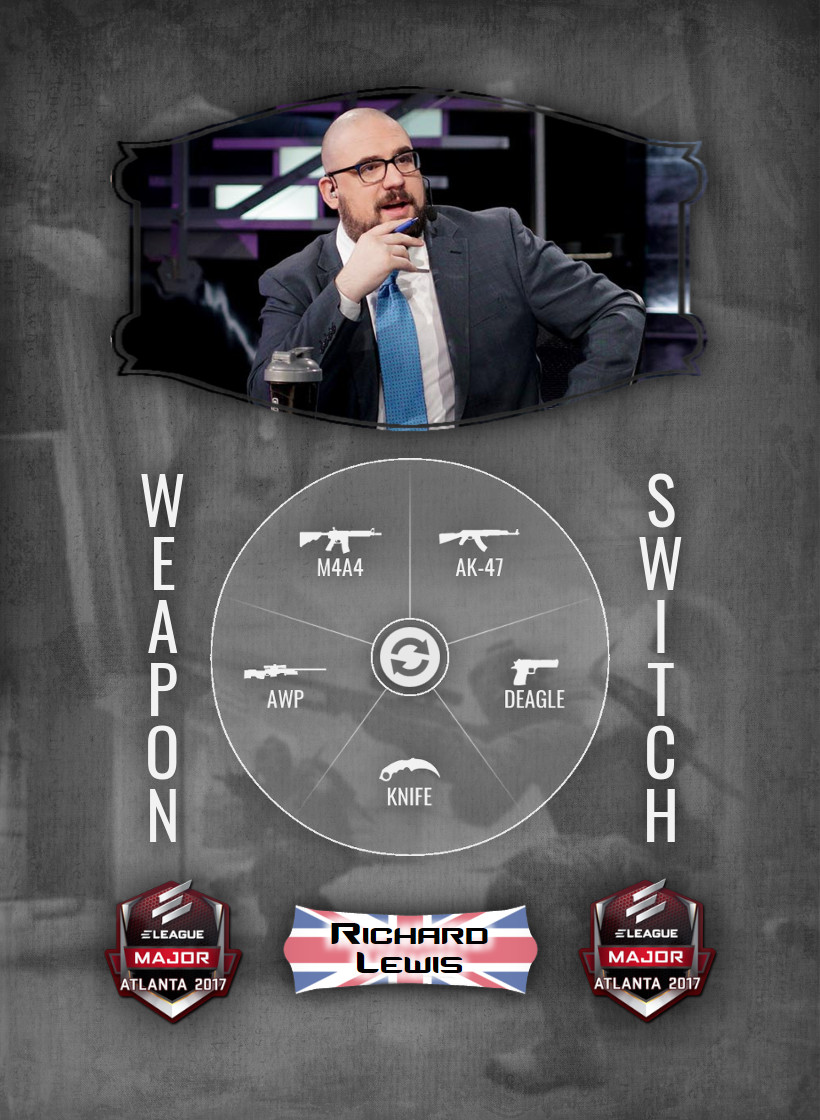 WEAPON
SWITCH
M4A4
AK-47
AWP
DEAGLE
KNIFE
ELEAGUE
MAJOR
ATLANTA 2017
RICHARD
LEWIS
ELEAGUE
MAJOR
ATLANTA 2017